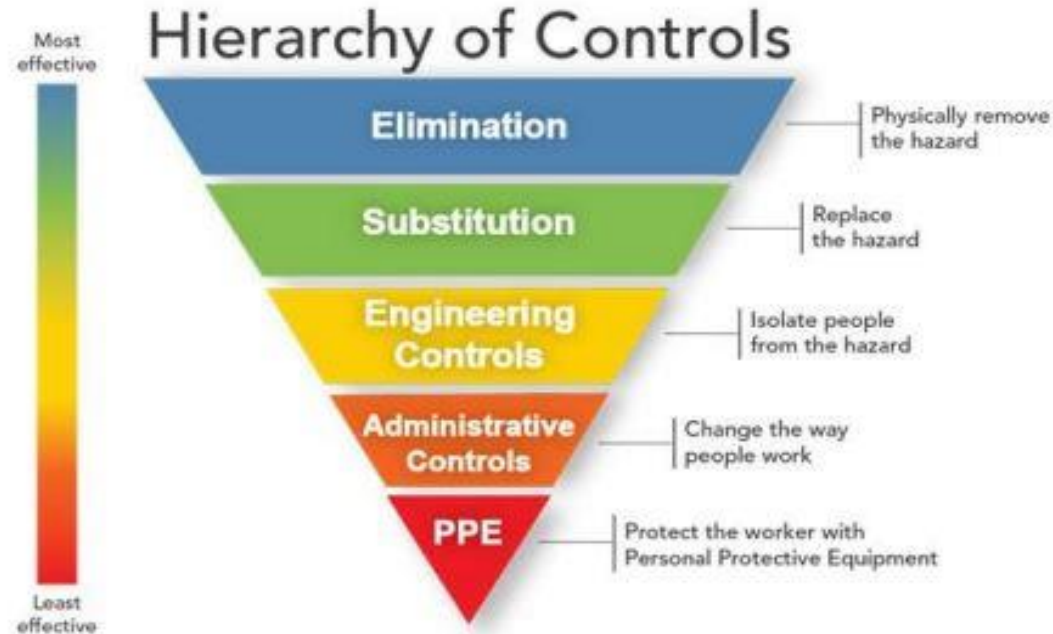 Hierarchy of Controls
Most
effective
Elimination
Physically remove
the hazard
Substitution
Replace
the hazard
Engineering
Controls
Isolate people
from the hazard
Administrative
Controls
Change the way
people work
PPE
Protect the worker with
Personal Protective Equipment
Least
effective